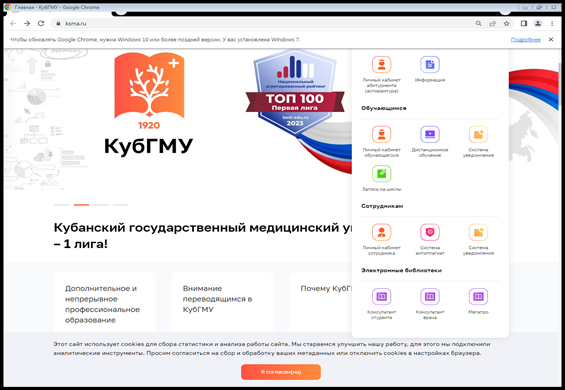 Главная - КубГМУ - Google Chrome
ksma.ru
Чтобы обновлять Google Chrome, нужна Windows 10 или более поздней версии. У вас установлена Windows 7.
Подробнее
1920
КубГМУ
Национальный
агрегированный рейтинг
ТОП 100
Первая лига
best-edu.ru
2023
Личный кабинет
абитуриента
(аспирантура)
Информация
Обучающимся
Личный кабинет
обучающегося
Дистанционное
обучение
Система
уведомления
Запись на циклы
Сотрудникам
Личный кабинет
сотрудника
Система
антиплагиат
Система
уведомления
Электронные библиотеки
Консультант
студента
Консультант
врача
Мегапро
Кубанский государственный медицинский у
– 1 лига!
Дополнительное и
непрерывное
профессиональное
образование
Внимание
переводящимся в
КубГМУ
Почему КубГ
Этот сайт использует cookies для сбора статистики и анализа работы сайта. Мы стараемся улучшить нашу работу, для этого мы подключили
аналитические инструменты. Просим согласиться на сбор и обработку ваших метаданных или отключить cookies в настройках браузера.
Я согласен(на)